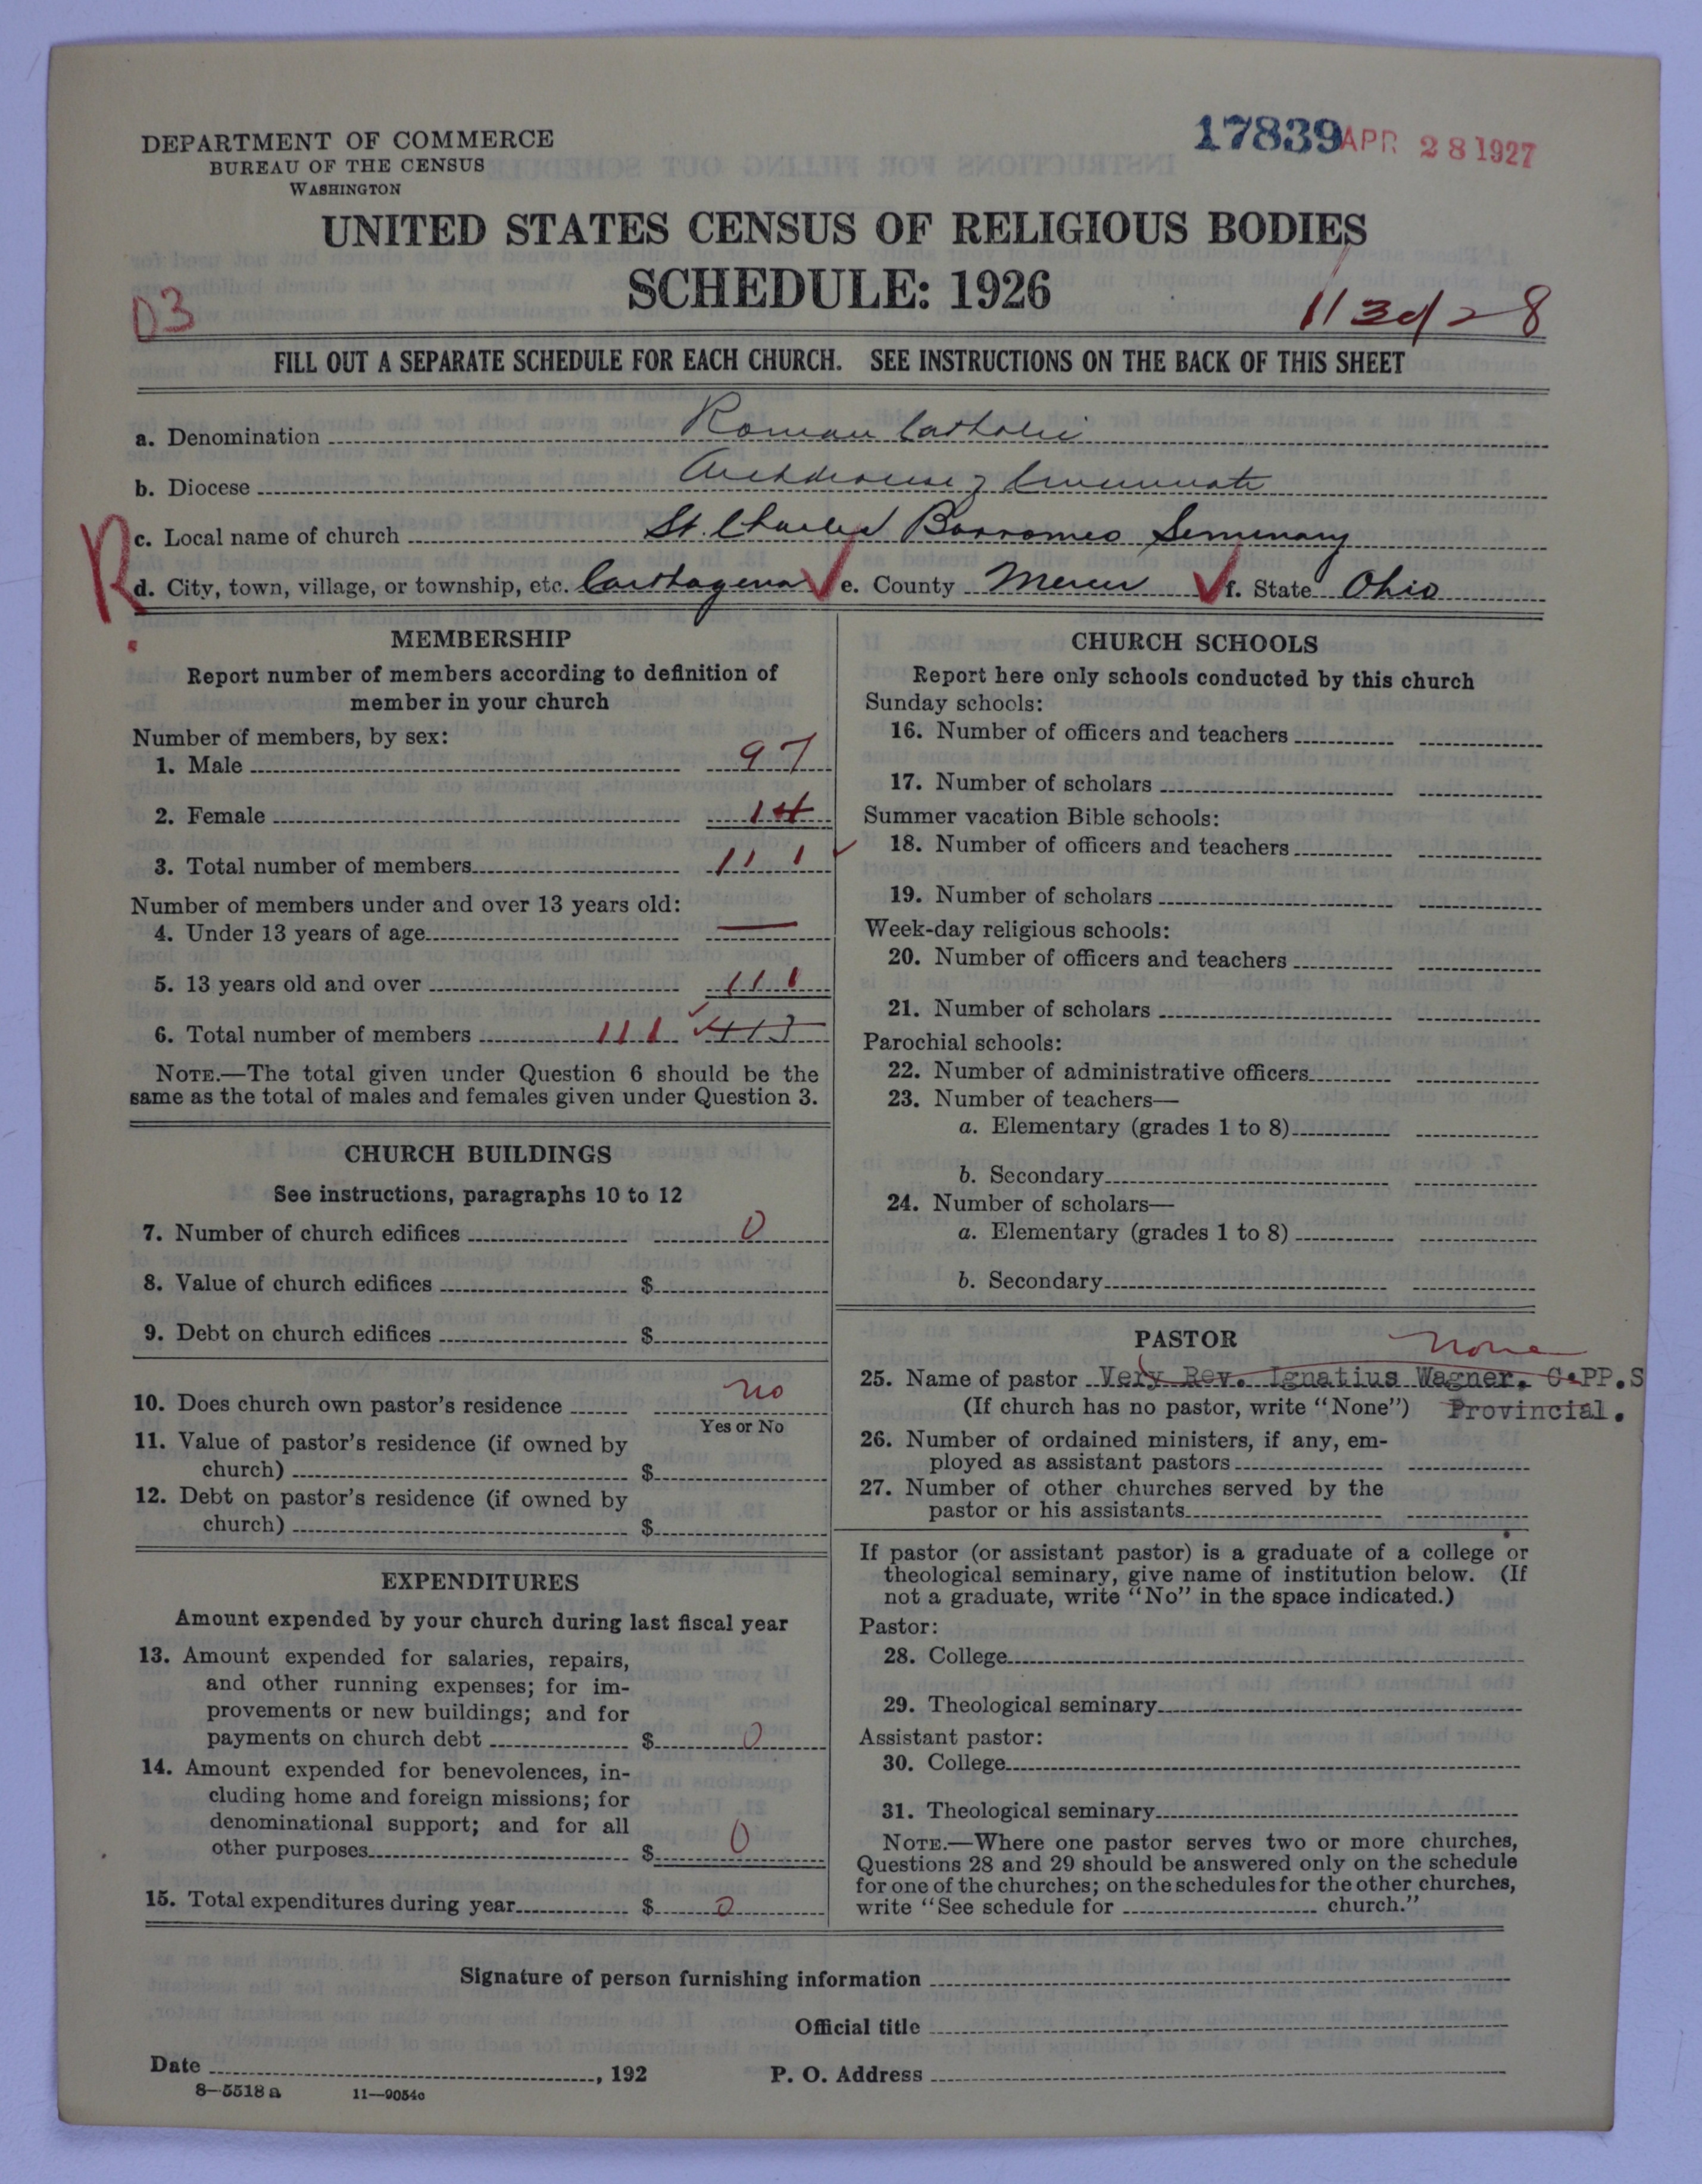 17839 APR 28 1927
DEPARTMENT OF COMMERCE
BUREAU OF THE CENSUS
WASHINGTON
UNITED STATES CENSUS OF RELIGIOUS BODIES
SCHEDULE: 1926
03
FILL OUT A SEPARATE SCHEDULE FOR EACH CHURCH. SEE INSTRUCTIONS ON THE BACK OF THIS SHEET
a. Denomination Roman Catholic
b. Diocese Archdiocese of Cincinnati
R
c. Local name of church St. Charles Borromeo Seminary
d. City, town, village, or township, etc. Carthagena e. County Mercer f. State Ohio
MEMBERSHIP
Report number of members according to definition of
member in your church
Number of members, by sex:
1. Male 97
2. Female 14
3. Total number of members 111
Number of members under and over 13 years old:
4. Under 13 years of age —
5. 13 years old and over 111
6. Total number of members 111 113
NOTE.—The total given under Question 6 should be the
same as the total of males and females given under Question 3.
CHURCH BUILDINGS
See instructions, paragraphs 10 to 12
7. Number of church edifices 0
8. Value of church edifices $
9. Debt on church edifices $
10. Does church own pastor's residence no
Yes or No
11. Value of pastor's residence (if owned by
church) $
12. Debt on pastor's residence (if owned by
church) $
EXPENDITURES
Amount expended by your church during last fiscal year
13. Amount expended for salaries, repairs,
and other running expenses; for im-
provements or new buildings; and for
payments on church debt $ 0
14. Amount expended for benevolences, in-
cluding home and foreign missions; for
denominational support; and for all
other purposes $ 0
15. Total expenditures during year $ 0
CHURCH SCHOOLS
Report here only schools conducted by this church
Sunday schools:
16. Number of officers and teachers
17. Number of scholars
Summer vacation Bible schools:
18. Number of officers and teachers
19. Number of scholars
Week-day religious schools:
20. Number of officers and teachers
21. Number of scholars
Parochial schools:
22. Number of administrative officers
23. Number of teachers—
a. Elementary (grades 1 to 8)
b. Secondary
24. Number of scholars—
a. Elementary (grades 1 to 8)
b. Secondary
PASTOR
none
25. Name of pastor Very Rev. Ignatius Wagner. C.PP.S
(If church has no pastor, write "None") Provincial.
26. Number of ordained ministers, if any, em-
ployed as assistant pastors
27. Number of other churches served by the
pastor or his assistants
If pastor (or assistant pastor) is a graduate of a college or
theological seminary, give name of institution below. (If
not a graduate, write "No" in the space indicated.)
Pastor:
28. College
29. Theological seminary
Assistant pastor:
30. College
31. Theological seminary
NOTE.—Where one pastor serves two or more churches,
Questions 28 and 29 should be answered only on the schedule
for one of the churches; on the schedules for the other churches,
write "See schedule for church."
Signature of person furnishing information
Official title
Date , 192 P. O. Address
8—5518 a 11—9054c